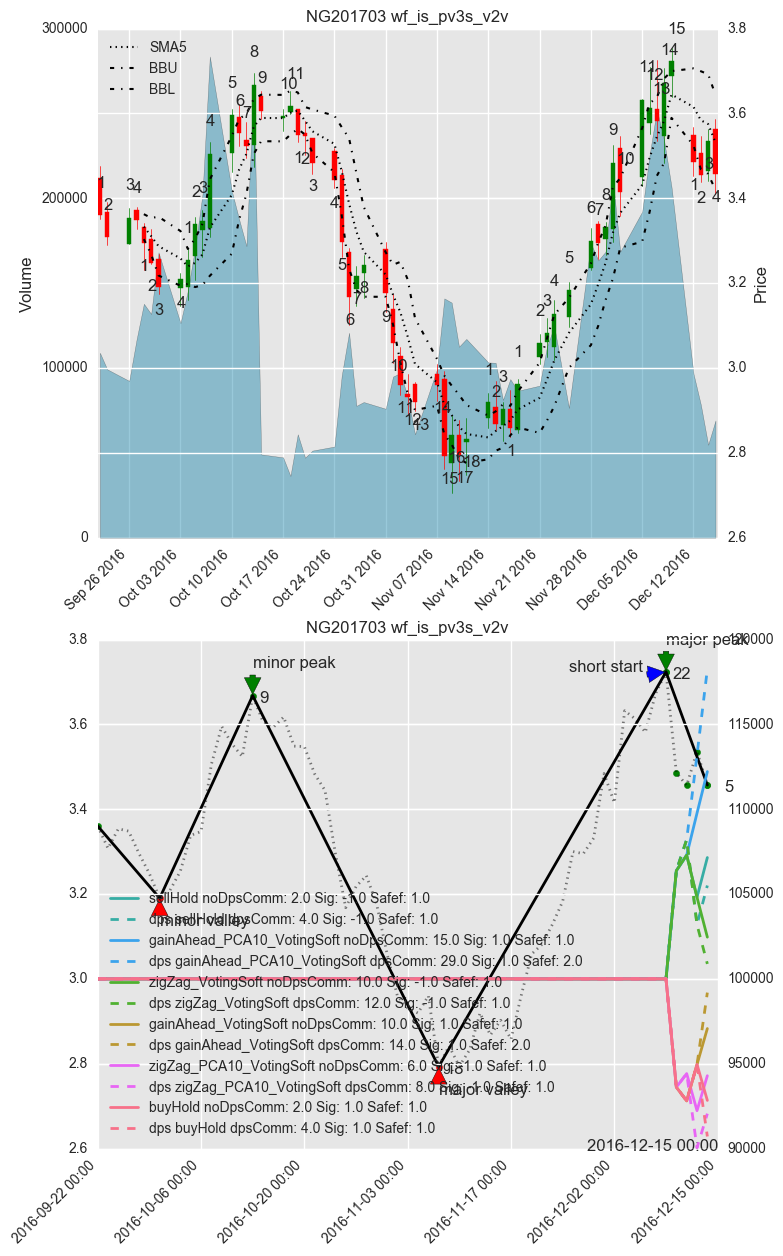 NG201703 wf_is_pv3s_v2v
300000
200000
100000
0
Volume
SMA5
BBU
BBL
3.8
3.6
3.4
3.2
3.0
2.8
2.6
Price
Sep 26 2016
Oct 03 2016
Oct 10 2016
Oct 17 2016
Oct 24 2016
Oct 31 2016
Nov 07 2016
Nov 14 2016
Nov 21 2016
Nov 28 2016
Dec 05 2016
Dec 12 2016
NG201703 wf_is_pv3s_v2v
3.8
3.6
3.4
3.2
3.0
2.8
2.6
120000
115000
110000
105000
100000
95000
90000
major peak
minor peak
short start
22
9
5
minor valley
18
major valley
sellHold noDpsComm: 2.0 Sig: -1.0 Safef: 1.0
dps sellHold dpsComm: 4.0 Sig: -1.0 Safef: 1.0
gainAhead_PCA10_VotingSoft noDpsComm: 15.0 Sig: 1.0 Safef: 1.0
dps gainAhead_PCA10_VotingSoft dpsComm: 29.0 Sig: 1.0 Safef: 2.0
zigZag_VotingSoft noDpsComm: 10.0 Sig: -1.0 Safef: 1.0
dps zigZag_VotingSoft dpsComm: 12.0 Sig: -1.0 Safef: 1.0
gainAhead_VotingSoft noDpsComm: 10.0 Sig: 1.0 Safef: 1.0
dps gainAhead_VotingSoft dpsComm: 14.0 Sig: 1.0 Safef: 2.0
zigZag_PCA10_VotingSoft noDpsComm: 6.0 Sig: -1.0 Safef: 1.0
dps zigZag_PCA10_VotingSoft dpsComm: 8.0 Sig: -1.0 Safef: 1.0
buyHold noDpsComm: 2.0 Sig: 1.0 Safef: 1.0
dps buyHold dpsComm: 4.0 Sig: 1.0 Safef: 1.0
2016-12-15 00:00
2016-09-22 00:00
2016-10-06 00:00
2016-10-20 00:00
2016-11-03 00:00
2016-11-17 00:00
2016-12-02 00:00
2016-12-15 00:00